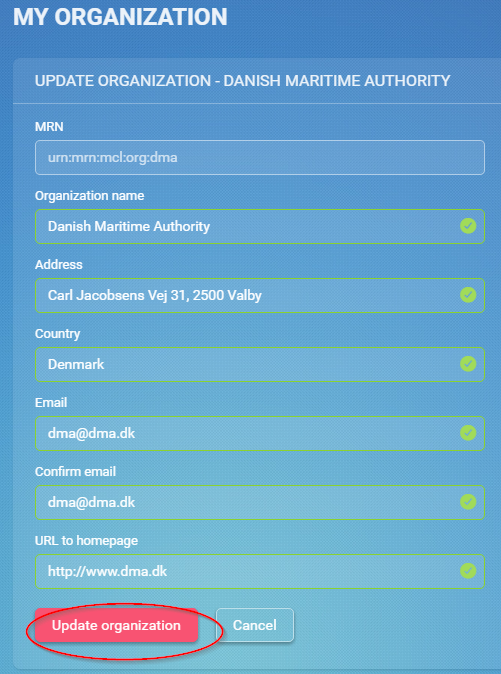 MY ORGANIZATION
UPDATE ORGANIZATION - DANISH MARITIME AUTHORITY
MRN
urn:mrn:mcl:org:dma
Organization name
Danish Maritime Authority
Address
Carl Jacobsens Vej 31, 2500 Valby
Country
Denmark
Email
dma@dma.dk
Confirm email
dma@dma.dk
URL to homepage
http://www.dma.dk
Update organization
Cancel